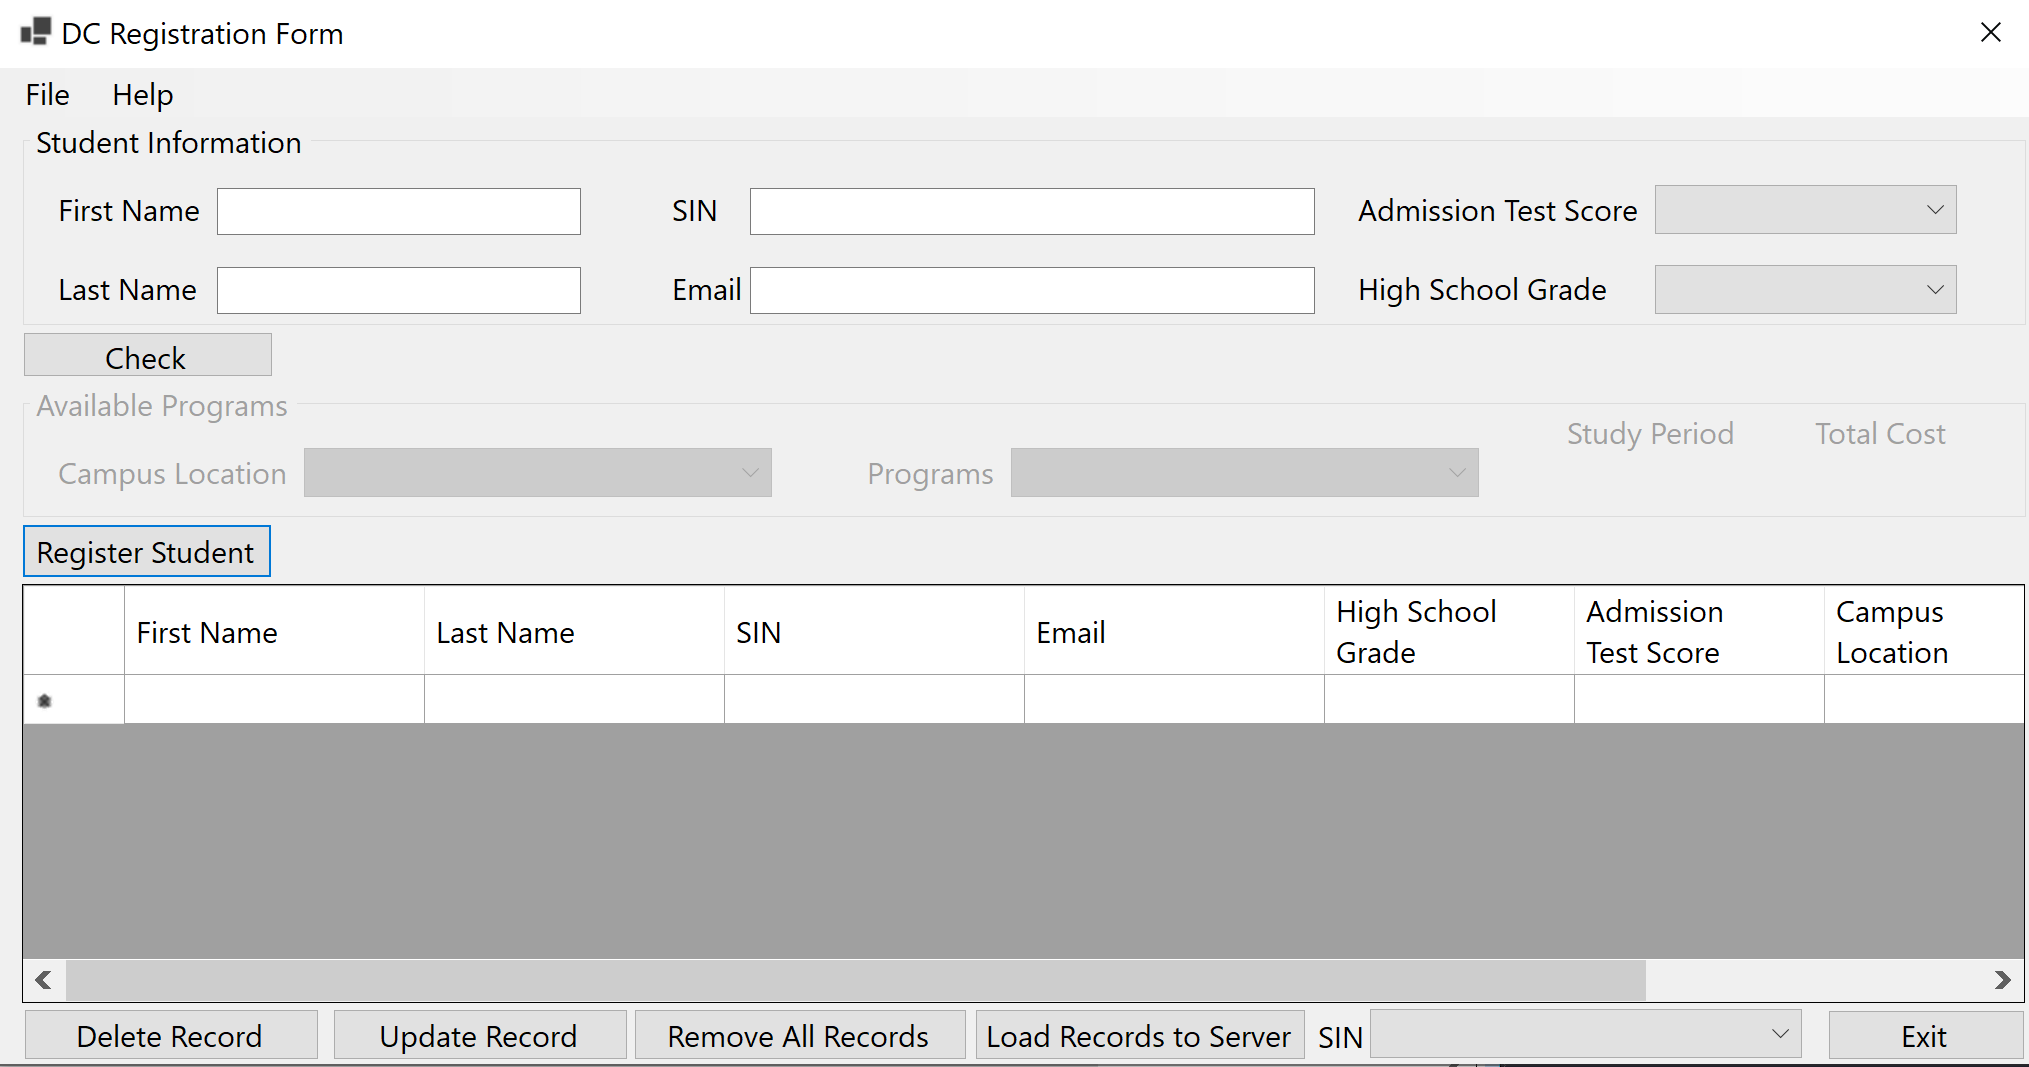 DC Registration Form
File Help
Student Information
First Name SIN Admission Test Score
Last Name Email High School Grade
Check
Available Programs
Study Period Total Cost
Campus Location Programs
Register Student
First Name Last Name SIN Email High School Grade Admission Test Score Campus Location
Delete Record Update Record Remove All Records Load Records to Server SIN Exit